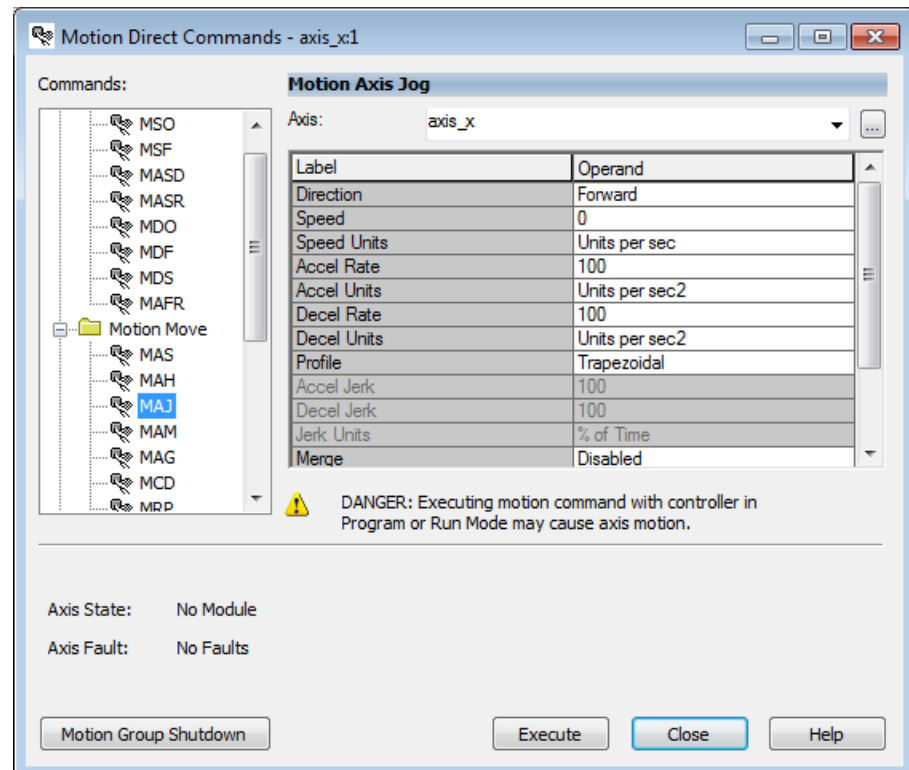 Motion Direct Commands - axis_x:1
Commands:
MSO
MSF
MASD
MASR
MDO
MDF
MDS
MAFR
Motion Move
MAS
MAH
MAJ
MAM
MAG
MCD
MRP
Motion Axis Jog
Axis: axis_x ...
Label Operand
Direction Forward
Speed 0
Speed Units Units per sec
Accel Rate 100
Accel Units Units per sec2
Decel Rate 100
Decel Units Units per sec2
Profile Trapezoidal
Accel Jerk 100
Decel Jerk 100
Jerk Units % of Time
Merge Disabled
DANGER: Executing motion command with controller in
Program or Run Mode may cause axis motion.
Axis State: No Module
Axis Fault: No Faults
Motion Group Shutdown Execute Close Help